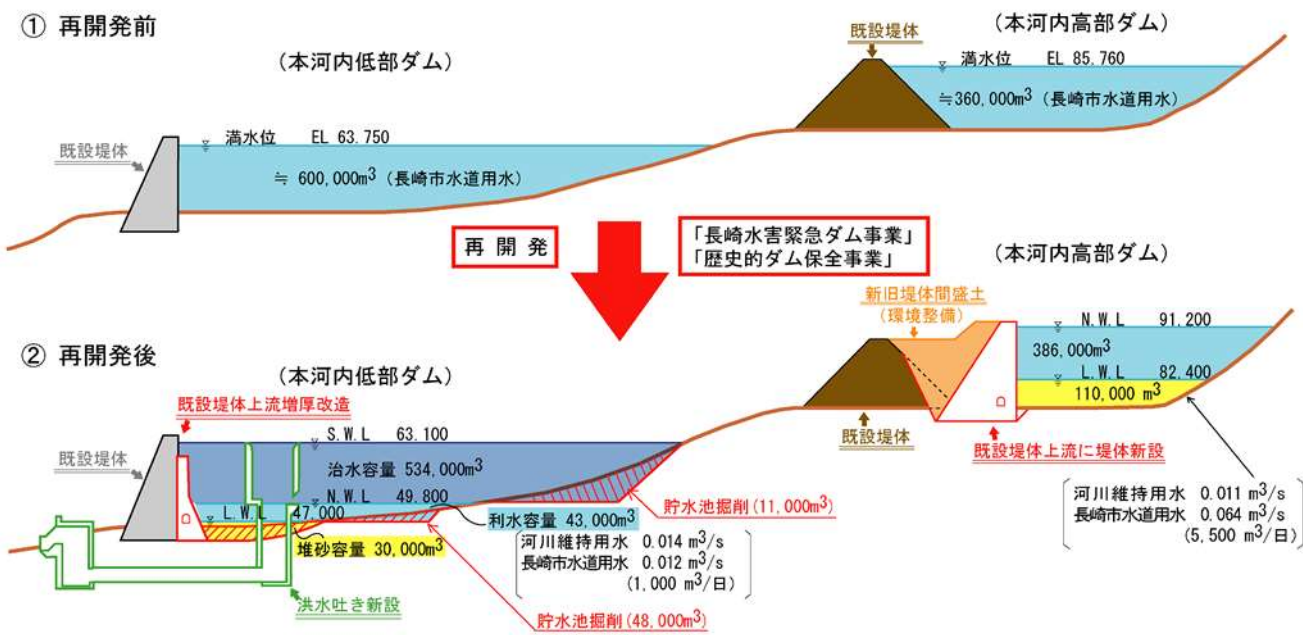 ① 再開発前
(本河内低部ダム)
(本河内高部ダム)
既設堤体
満水位 EL 85.760
≒360,000m³(長崎市水道用水)
既設堤体
満水位 EL 63.750
≒ 600,000m³(長崎市水道用水)
再 開 発
「長崎水害緊急ダム事業」
「歴史的ダム保全事業」
② 再開発後
(本河内低部ダム)
(本河内高部ダム)
新旧堤体間盛土
(環境整備)
N.W.L 91,200
386,000m³
L.W.L 82,400
110,000 m³
既設堤体
既設堤体上流に堤体新設
河川維持用水 0.011 m³/s
長崎市水道用水 0.064 m³/s
(5,500 m³/日)
既設堤体上流増厚改造
既設堤体
S.W.L 63.100
治水容量 534,000m³
N.W.L 49.800
L.W.L 47,000
利水容量 43,000m³
河川維持用水 0.014 m³/s
長崎市水道用水 0.012 m³/s
(1,000 m³/日)
堆砂容量 30,000m³
貯水池掘削(11,000m³)
貯水池掘削(48,000m³)
洪水吐き新設